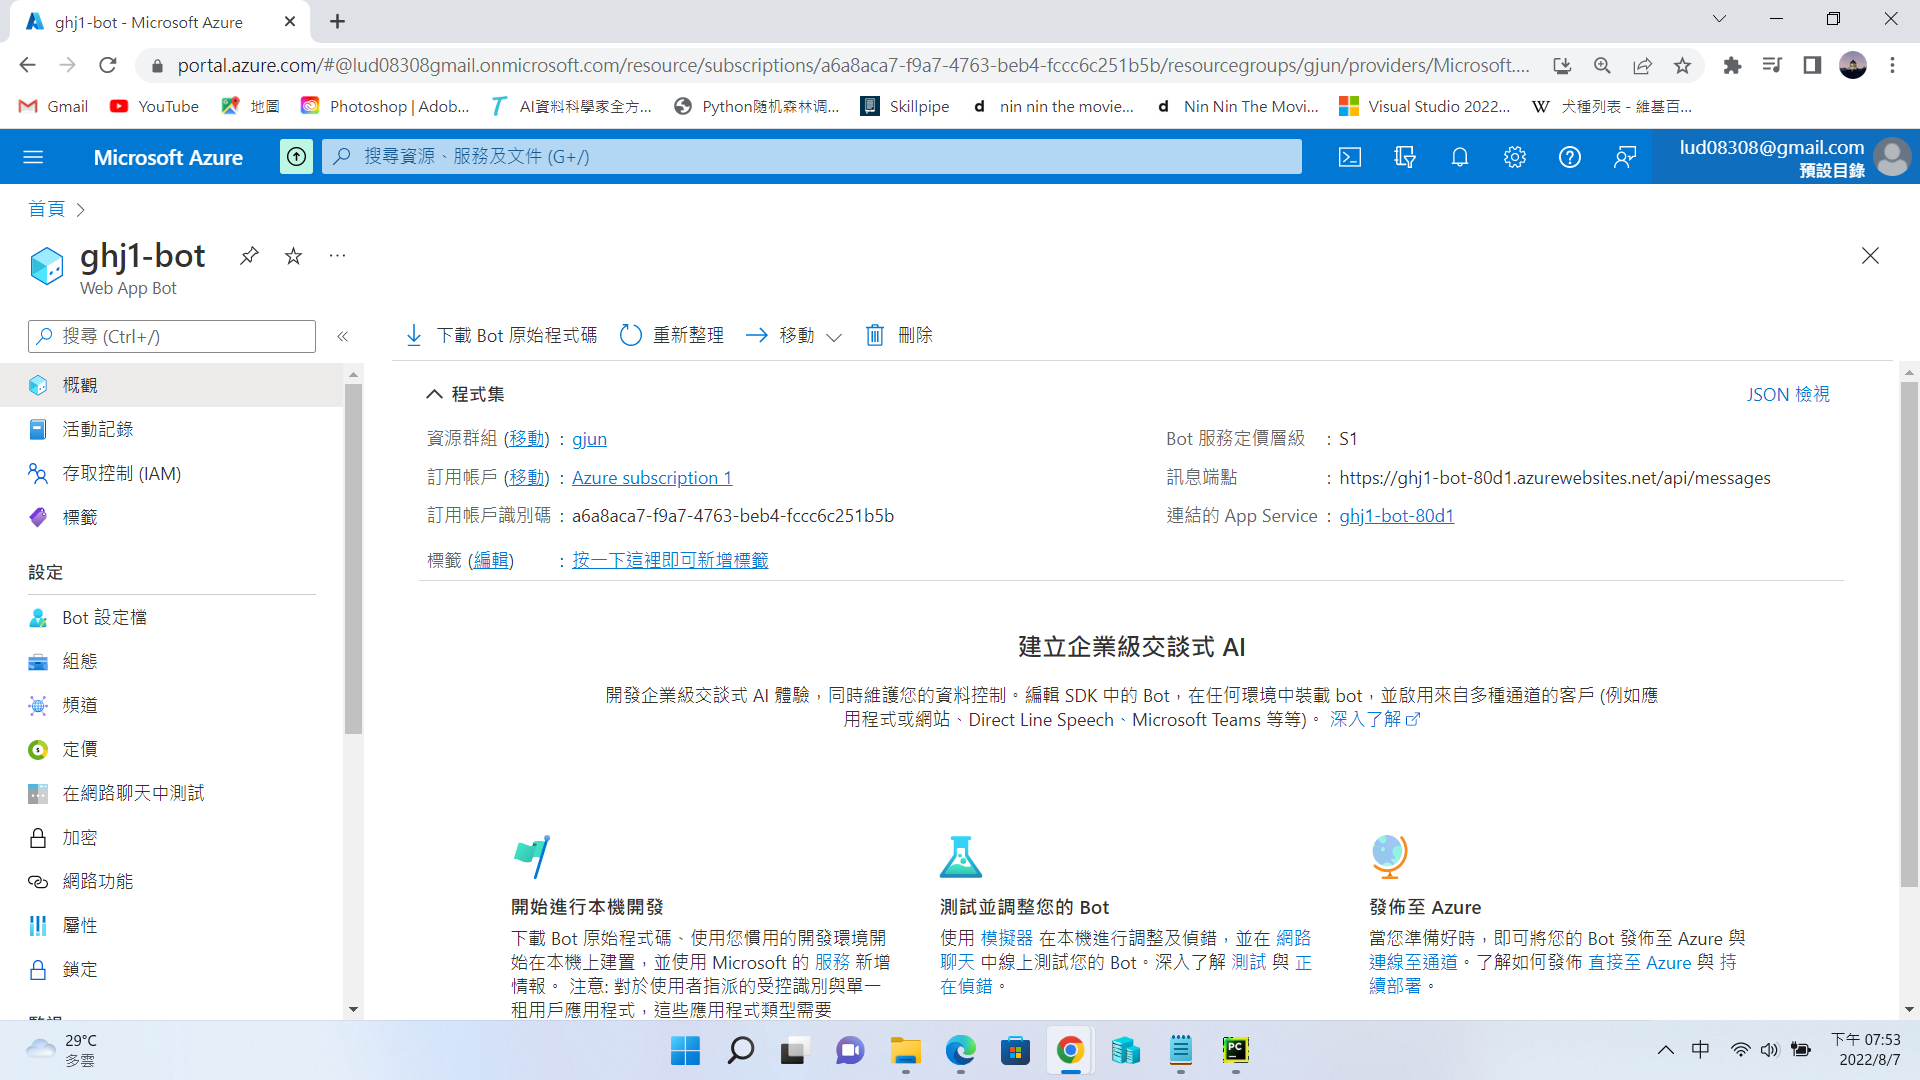 ghj1-bot - Microsoft Azure
portal.azure.com/#@lud08308gmail.onmicrosoft.com/resource/subscriptions/a6a8aca7-f9a7-4763-beb4-fccc6c251b5b/resourcegroups/gjun/providers/Microsoft....
Gmail YouTube 地圖 Photoshop | Adob... AI資料科學家全方... Python随机森林调... Skillpipe nin nin the movie... Nin Nin The Movi... Visual Studio 2022... 犬種列表 - 維基百...
Microsoft Azure 搜尋資源、服務及文件 (G+/) lud08308@gmail.com
預設目錄
首頁
ghj1-bot
Web App Bot
搜尋 (Ctrl+/)
下載 Bot 原始程式碼 重新整理 移動 刪除
概觀
活動記錄
存取控制 (IAM)
標籤
設定
Bot 設定檔
組態
頻道
定價
在網路聊天中測試
加密
網路功能
屬性
鎖定
程式集 JSON 檢視
資源群組 (移動) : gjun
訂用帳戶 (移動) : Azure subscription 1
訂用帳戶識別碼 : a6a8aca7-f9a7-4763-beb4-fccc6c251b5b
標籤 (編輯) : 按一下這裡即可新增標籤
Bot 服務定價層級 : S1
訊息端點 : https://ghj1-bot-80d1.azurewebsites.net/api/messages
連結的 App Service : ghj1-bot-80d1
建立企業級交談式 AI
開發企業級交談式 AI 體驗，同時維護您的資料控制。編輯 SDK 中的 Bot，在任何環境中裝載 bot，並啟用來自多種通道的客戶 (例如應
用程式或網站、Direct Line Speech、Microsoft Teams 等等)。 深入了解
開始進行本機開發
下載 Bot 原始程式碼、使用您慣用的開發環境開
始在本機上建置，並使用 Microsoft 的 服務 新增
情報。 注意: 對於使用者指派的受控識別與單一
租用戶應用程式，這些應用程式類型需要
測試並調整您的 Bot
使用 模擬器 在本機進行調整及偵錯，並在 網路
聊天 中線上測試您的 Bot。深入了解 測試 與 正
在偵錯。
發佈至 Azure
當您準備好時，即可將您的 Bot 發佈至 Azure 與
連線至通道。了解如何發佈 直接至 Azure 與 持
續部署。
29°C
多雲
中
下午 07:53
2022/8/7